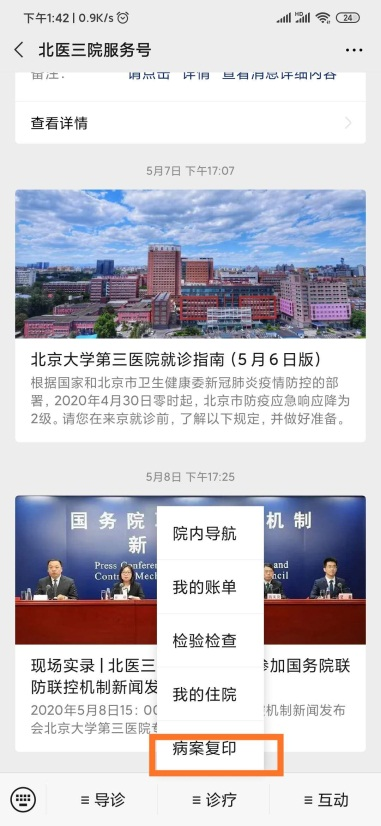 下午1:42 | 0.9K/s
24
北医三院服务号
备注： 请点击"详情"查看消息详细内容
查看详情
5月7日 下午17:07
北京大学第三医院就诊指南（5月6日版）
根据国家和北京市卫生健康委新冠肺炎疫情防控的部
署，2020年4月30日零时起，北京市防疫应急响应降为
2级。请您在来京就诊前，了解以下规定，并做好准备。
5月8日 下午17:25
国务院
机制
新
Press Conference
and
Control Mech
Council
现场实录 | 北医三
参加国务院联
防联控机制新闻发
2020年5月8日15：00
控机制新闻发布
会北京大学第三医院
院内导航
我的账单
检验检查
我的住院
病案复印
导诊
诊疗
互动